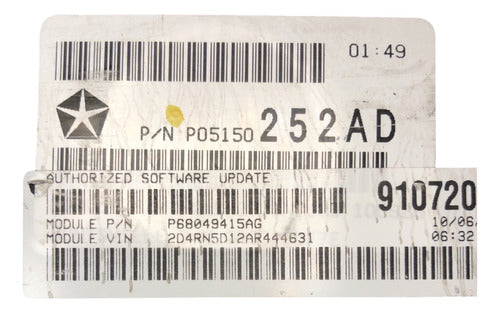 01:49
P/N P05150 252AD
AUTHORIZED SOFTWARE UPDATE
910720
MODULE P/N P68049415AG 10/06/
MODULE VIN 2D4RN5D12AR444631 06:32